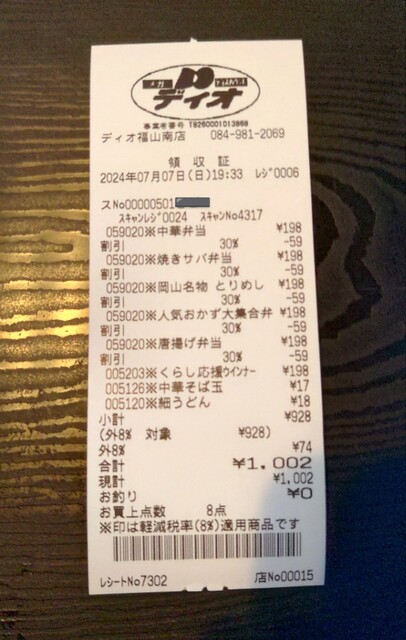 メガ
ディオ
事業者番号 T8260001013868
ディオ福山南店 084-981-2069
領収証
2024年07月07日(日)19:33 レジ0006
スNo00000501
スキャンレジ0024 スキャンNo4317
059020※中華弁当 ¥198
割引 30% -59
059020※焼きサバ弁当 ¥198
割引 30% -59
059020※岡山名物 とりめし ¥198
割引 30% -59
059020※人気おかず大集合弁 ¥198
割引 30% -59
059020※唐揚げ弁当 ¥198
割引 30% -59
005203※くらし応援ウインナー ¥198
005126※中華そば玉 ¥17
005120※細うどん ¥18
小計 ¥928
(外8% 対象 ¥928)
外8% ¥74
合計 ¥1,002
現計 ¥1,002
お釣り ¥0
お買上点数 8点
※印は軽減税率(8%)適用商品です
レシートNo7302 店No00015